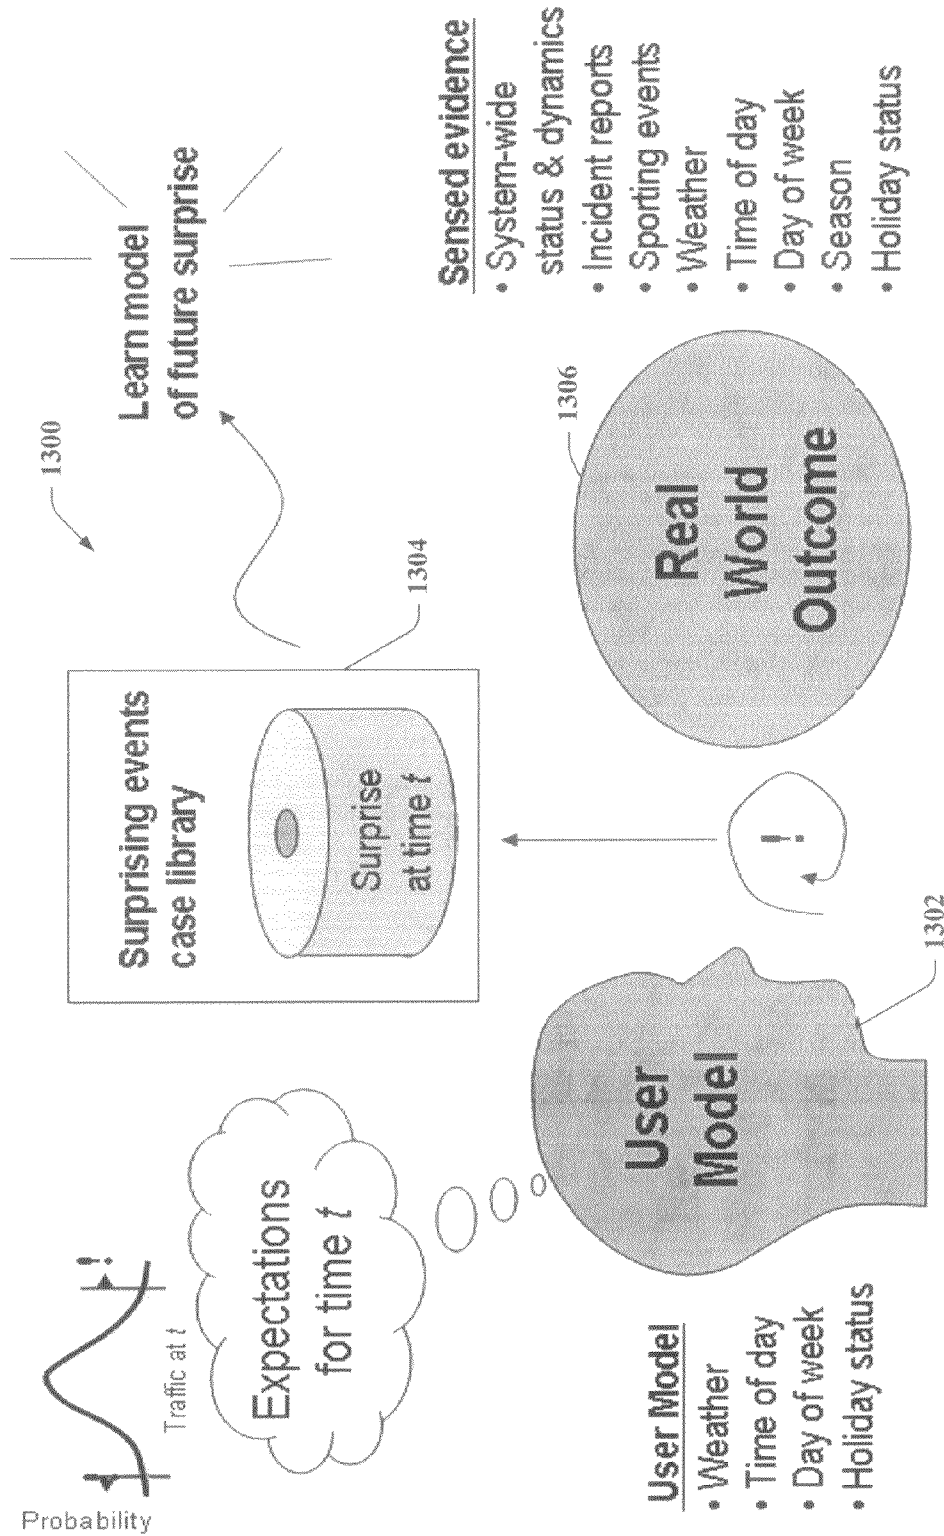 Probability
Traffic at t
!
Expectations
for time t
User Model
• Weather
• Time of day
• Day of week
• Holiday status
User
Model
1302
Surprising events
case library
Surprise
at time t
1304
!
1300
Learn model
of future surprise
Real
World
Outcome
1306
Sensed evidence
• System-wide
status & dynamics
• Incident reports
• Sporting events
• Weather
• Time of day
• Day of week
• Season
• Holiday status